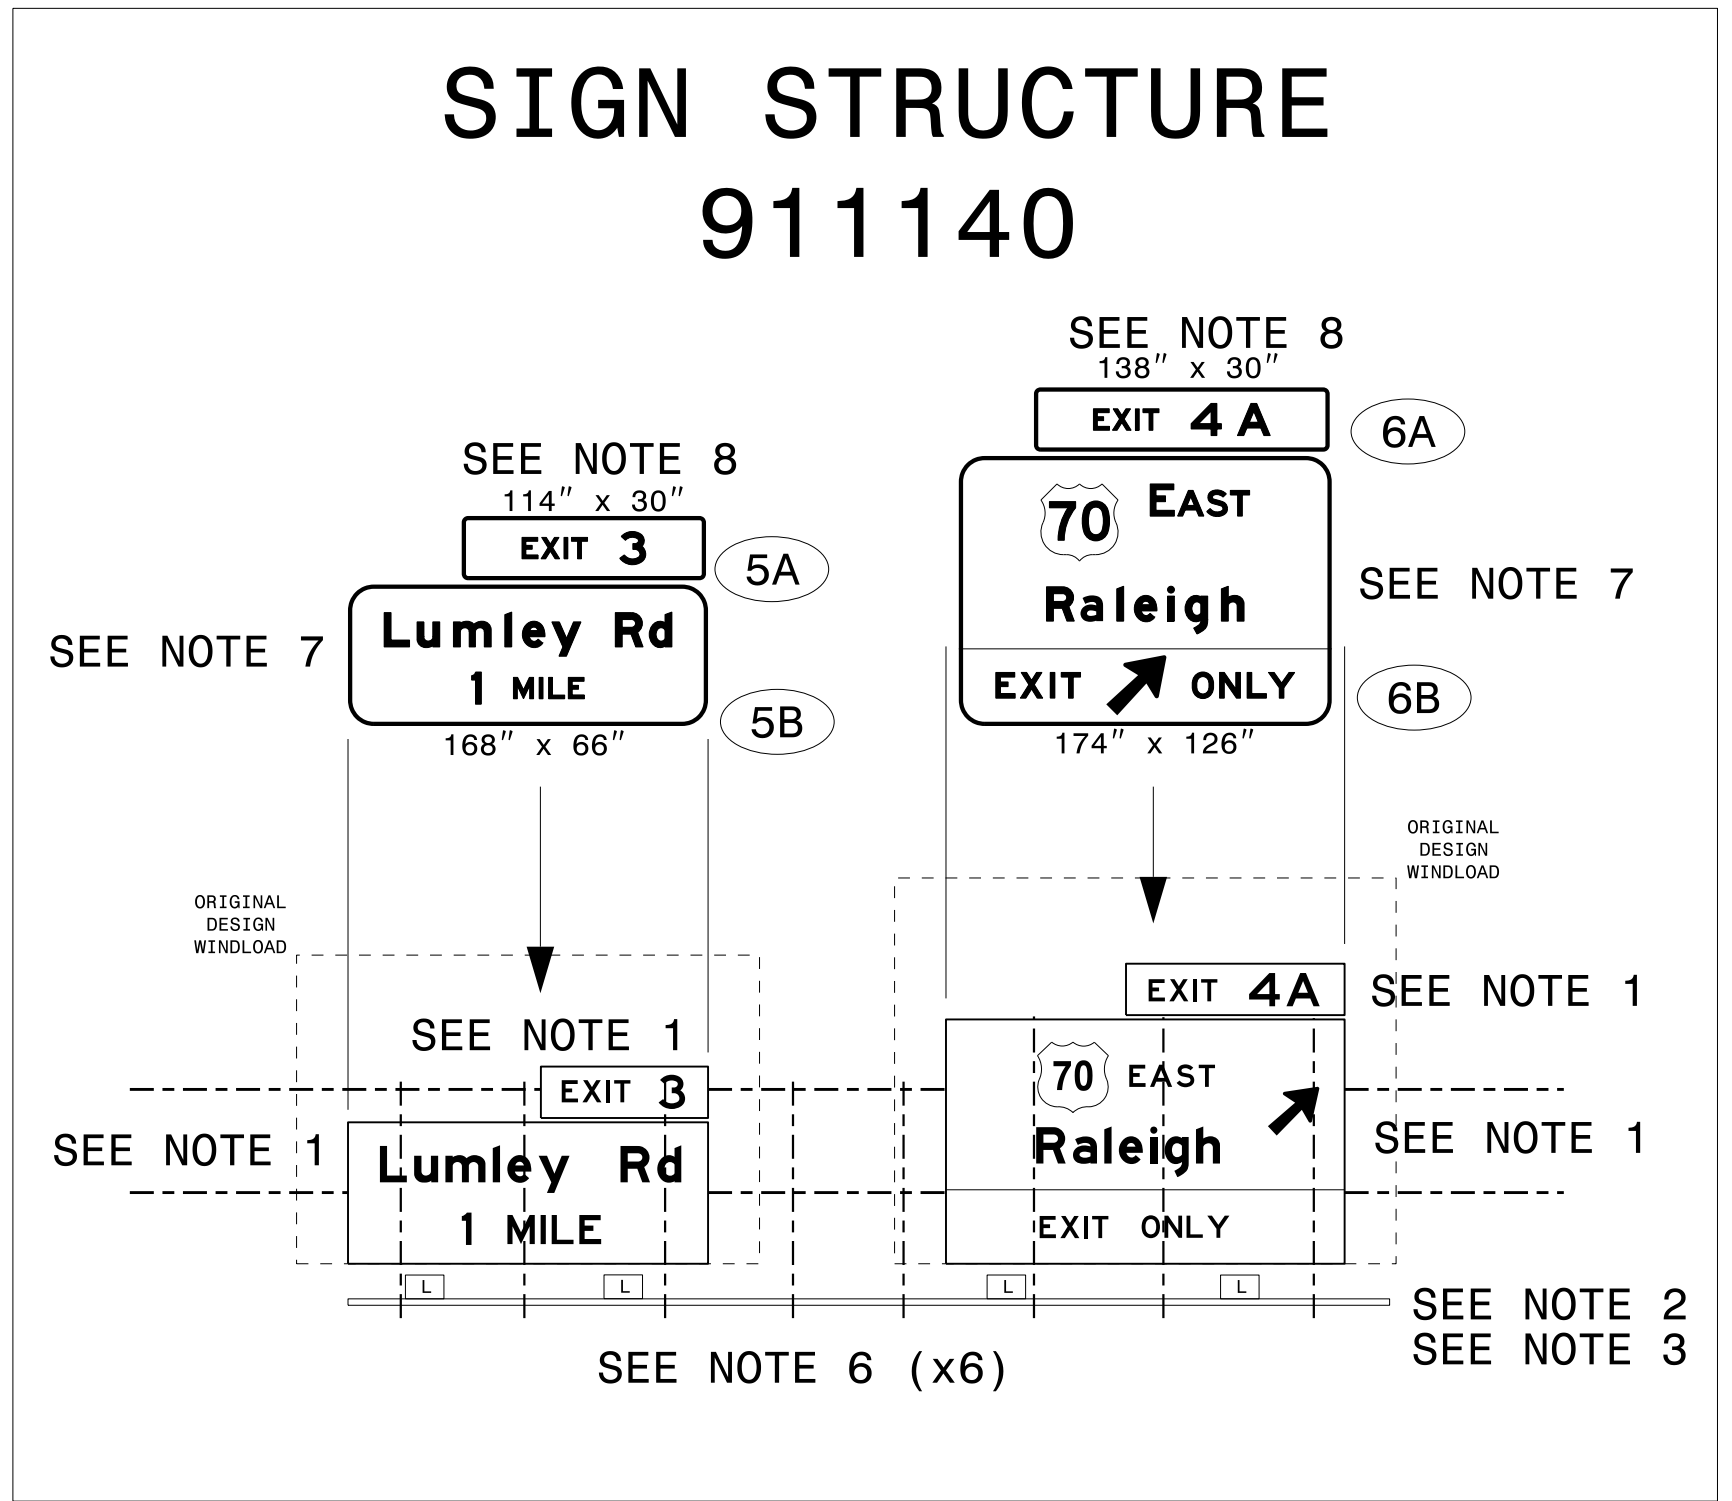 SIGN STRUCTURE
911140
SEE NOTE 8
138" x 30"
EXIT 4 A
6A
70 EAST
Raleigh
EXIT ONLY
SEE NOTE 7
6B
174" x 126"
SEE NOTE 8
114" x 30"
EXIT 3
5A
SEE NOTE 7
Lumley Rd
1 MILE
5B
168" x 66"
ORIGINAL
DESIGN
WINDLOAD
ORIGINAL
DESIGN
WINDLOAD
SEE NOTE 1
EXIT 3
SEE NOTE 1
Lumley Rd
1 MILE
EXIT 4A
SEE NOTE 1
70 EAST
Raleigh
SEE NOTE 1
EXIT ONLY
L L L L
SEE NOTE 2
SEE NOTE 3
SEE NOTE 6 (x6)